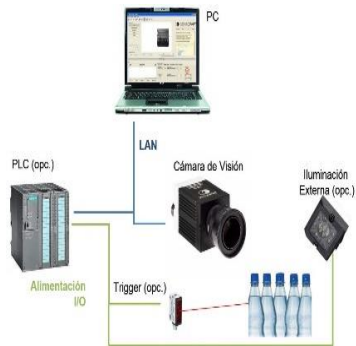 PC
LAN
PLC (opc.)
Cámara de Visión
Iluminación
Externa (opc.)
Alimentación
I/O
Trigger (opc.)